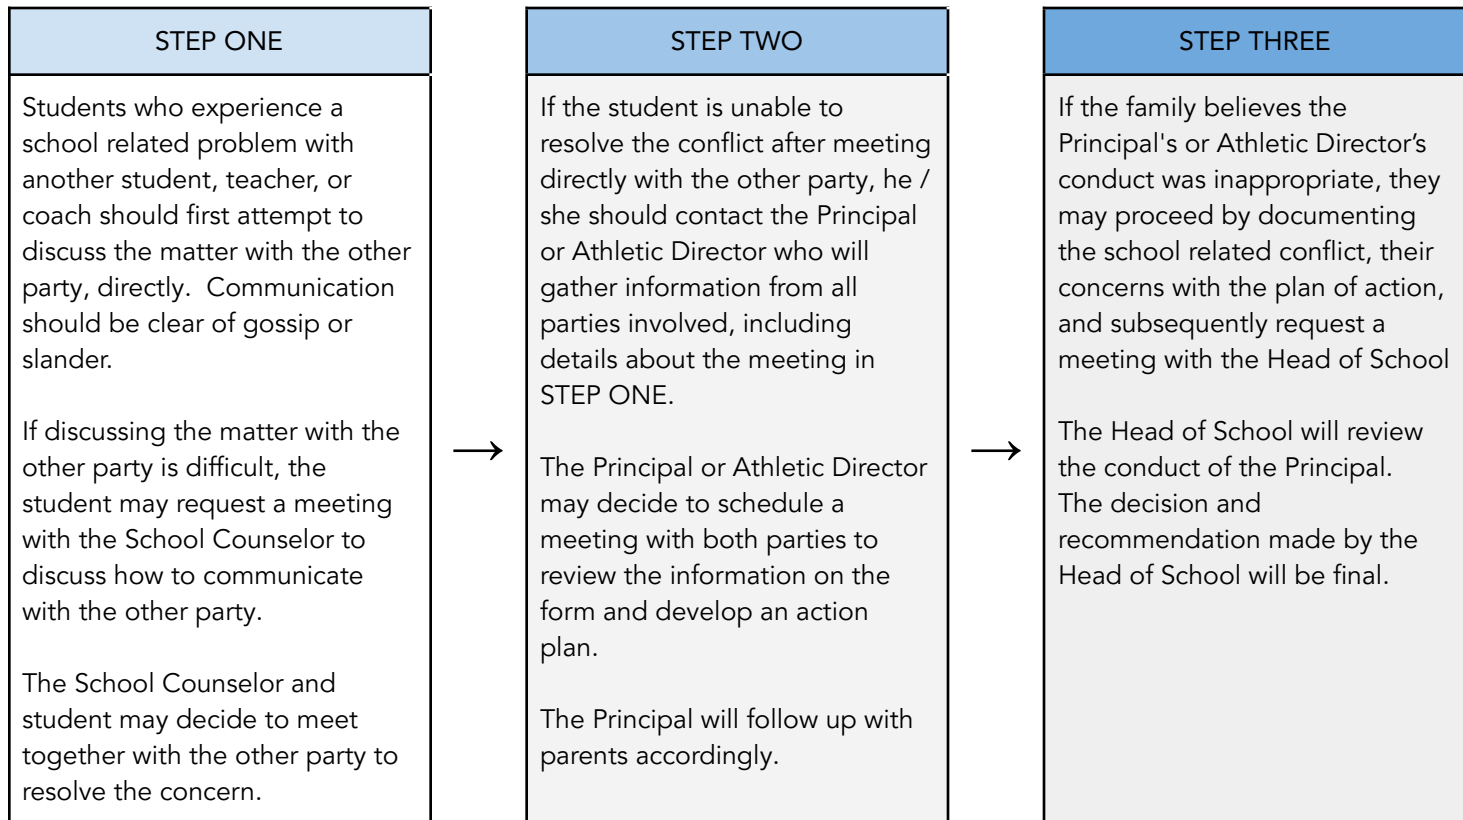 STEP ONE
Students who experience a
school related problem with
another student, teacher, or
coach should first attempt to
discuss the matter with the other
party, directly.  Communication
should be clear of gossip or
slander.
If discussing the matter with the
other party is difficult, the
student may request a meeting
with the School Counselor to
discuss how to communicate
with the other party.
The School Counselor and
student may decide to meet
together with the other party to
resolve the concern.
→
STEP TWO
If the student is unable to
resolve the conflict after meeting
directly with the other party, he /
she should contact the Principal
or Athletic Director who will
gather information from all
parties involved, including
details about the meeting in
STEP ONE.
The Principal or Athletic Director
may decide to schedule a
meeting with both parties to
review the information on the
form and develop an action
plan.
The Principal will follow up with
parents accordingly.
→
STEP THREE
If the family believes the
Principal's or Athletic Director’s
conduct was inappropriate, they
may proceed by documenting
the school related conflict, their
concerns with the plan of action,
and subsequently request a
meeting with the Head of School
The Head of School will review
the conduct of the Principal.
The decision and
recommendation made by the
Head of School will be final.